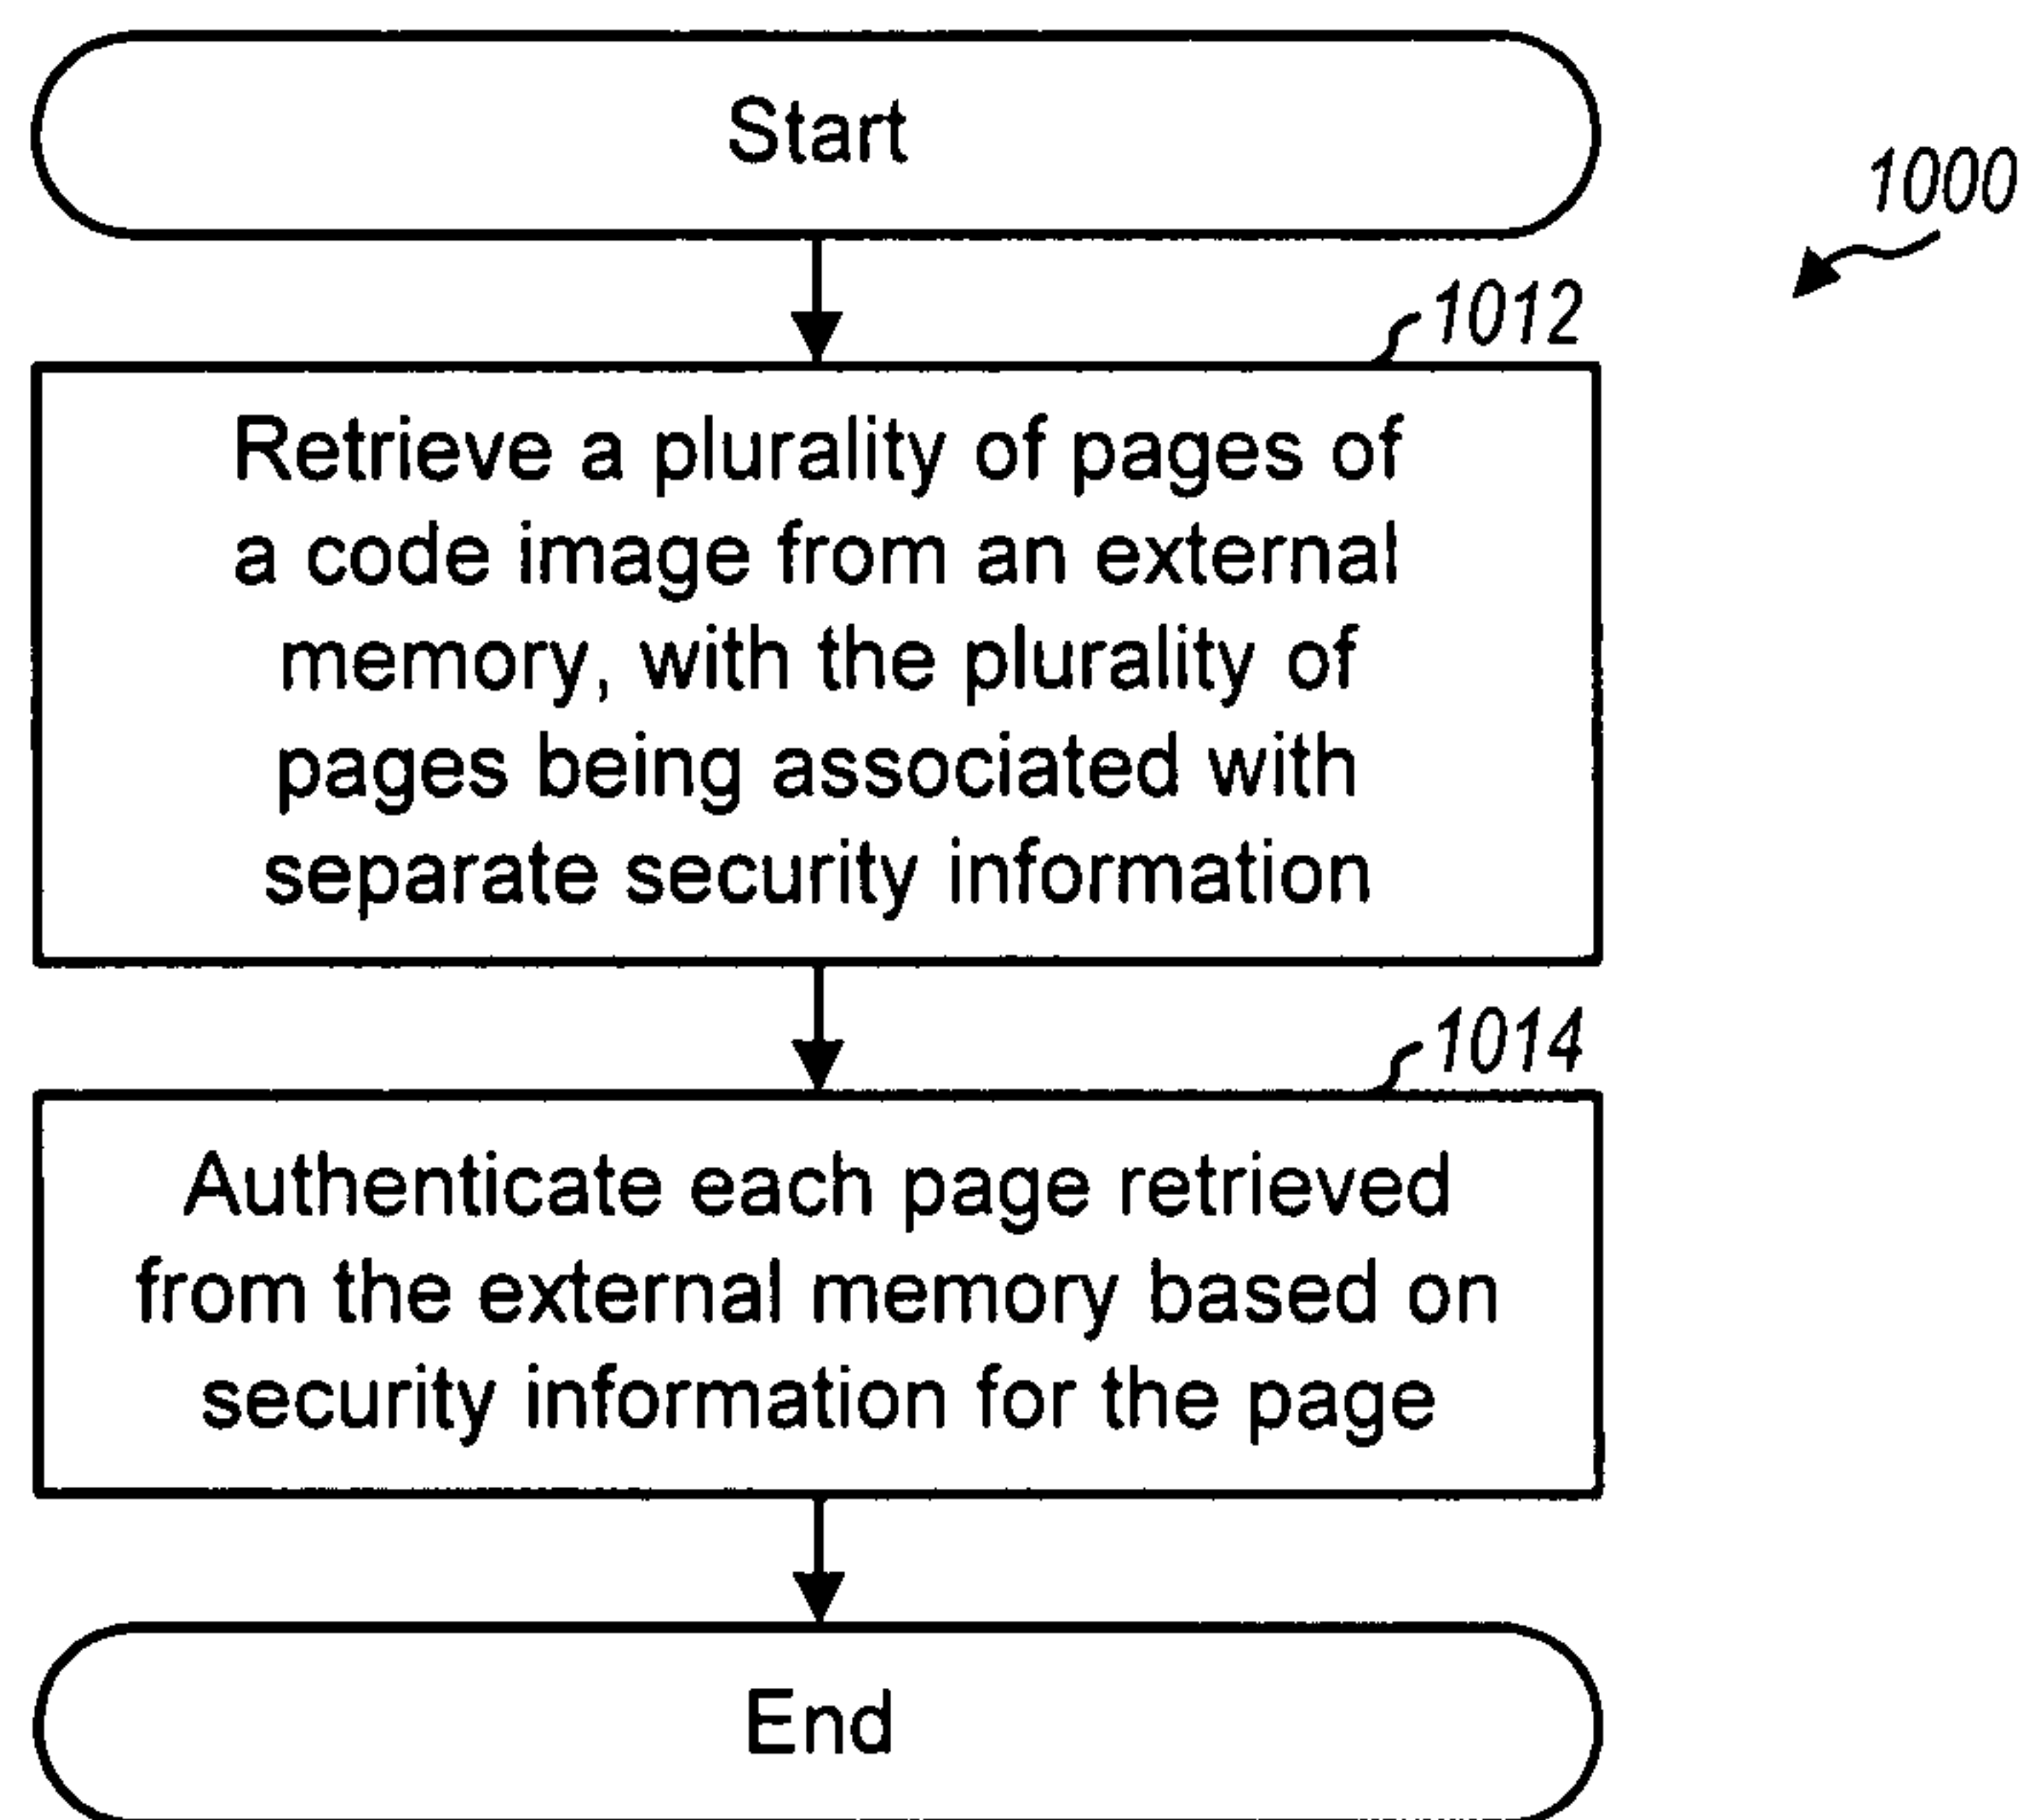 Start
1000
1012
Retrieve a plurality of pages of
a code image from an external
memory, with the plurality of
pages being associated with
separate security information
1014
Authenticate each page retrieved
from the external memory based on
security information for the page
End